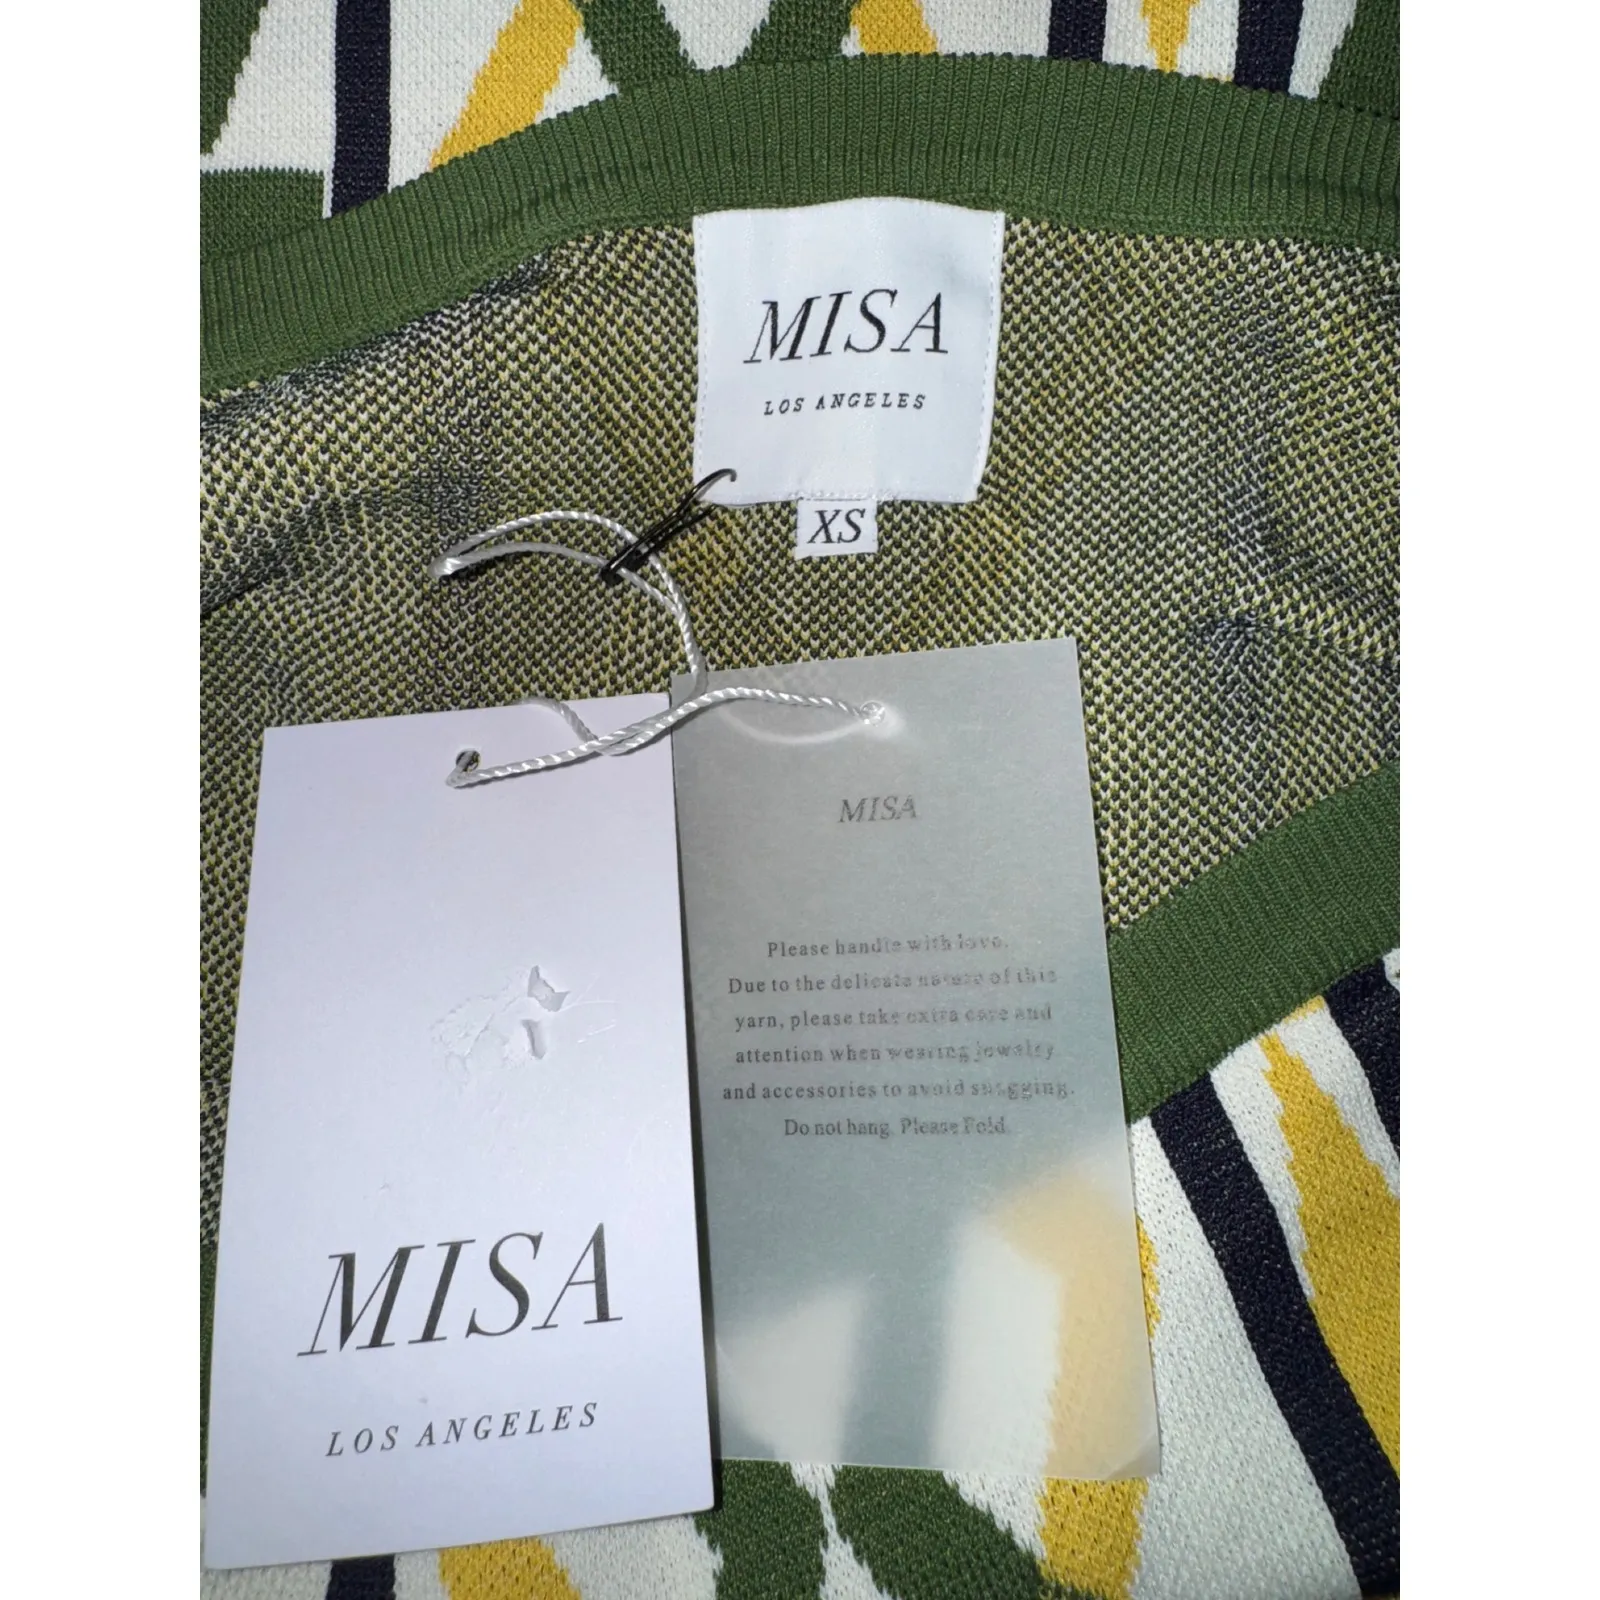 MISA
LOS ANGELES
XS
MISA
Please handle with love.
Due to the delicate nature of this
yarn, please take extra care and
attention when wearing jewelry
and accessories to avoid snagging.
Do not hang. Please Fold.
MISA
LOS ANGELES